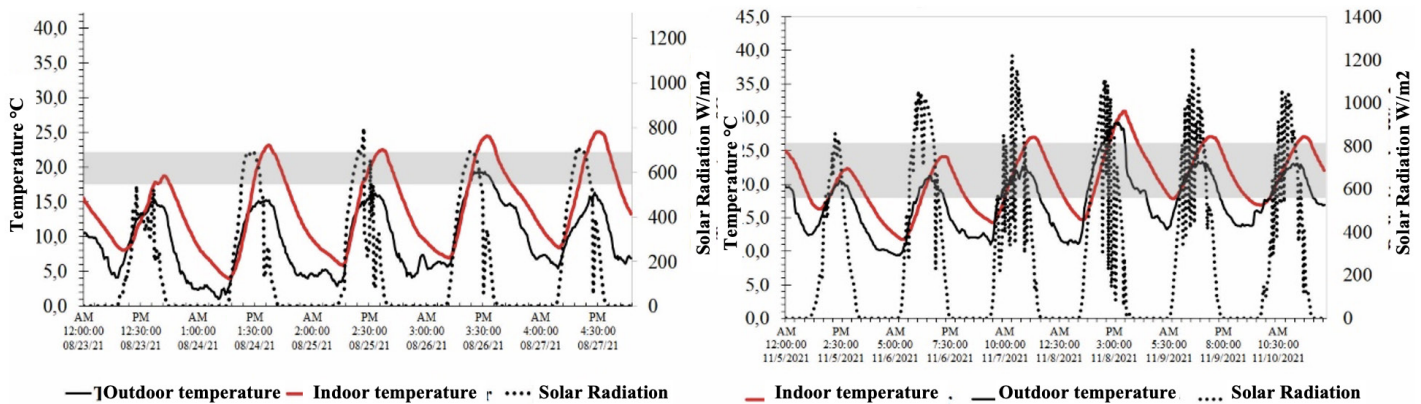 42,0
40,0
35,0
30,0
25,0
20,0
15,0
10,0
5,0
0,0
Temperature °C
1200
1000
800
600
400
200
0
Solar Radiation W/m2
AM PM AM PM AM PM AM PM AM PM
12:00:00 12:30:00 1:00:00 1:30:00 2:00:00 2:30:00 3:00:00 3:30:00 4:00:00 4:30:00
08/23/21 08/23/21 08/24/21 08/24/21 08/25/21 08/25/21 08/26/21 08/26/21 08/27/21 08/27/21
Outdoor temperature Indoor temperature Solar Radiation
45,0
40,0
35,0
30,0
25,0
20,0
15,0
10,0
5,0
0,0
Temperature °C
1400
1200
1000
800
600
400
200
0
Solar Radiation W/m2
AM PM AM PM AM AM PM AM PM AM
12:00:00 2:30:00 5:00:00 7:30:00 10:00:00 12:30:00 3:00:00 5:30:00 8:00:00 10:30:00
11/5/2021 11/5/2021 11/6/2021 11/6/2021 11/7/2021 11/8/2021 11/8/2021 11/9/2021 11/9/2021 11/10/2021
Indoor temperature Outdoor temperature Solar Radiation